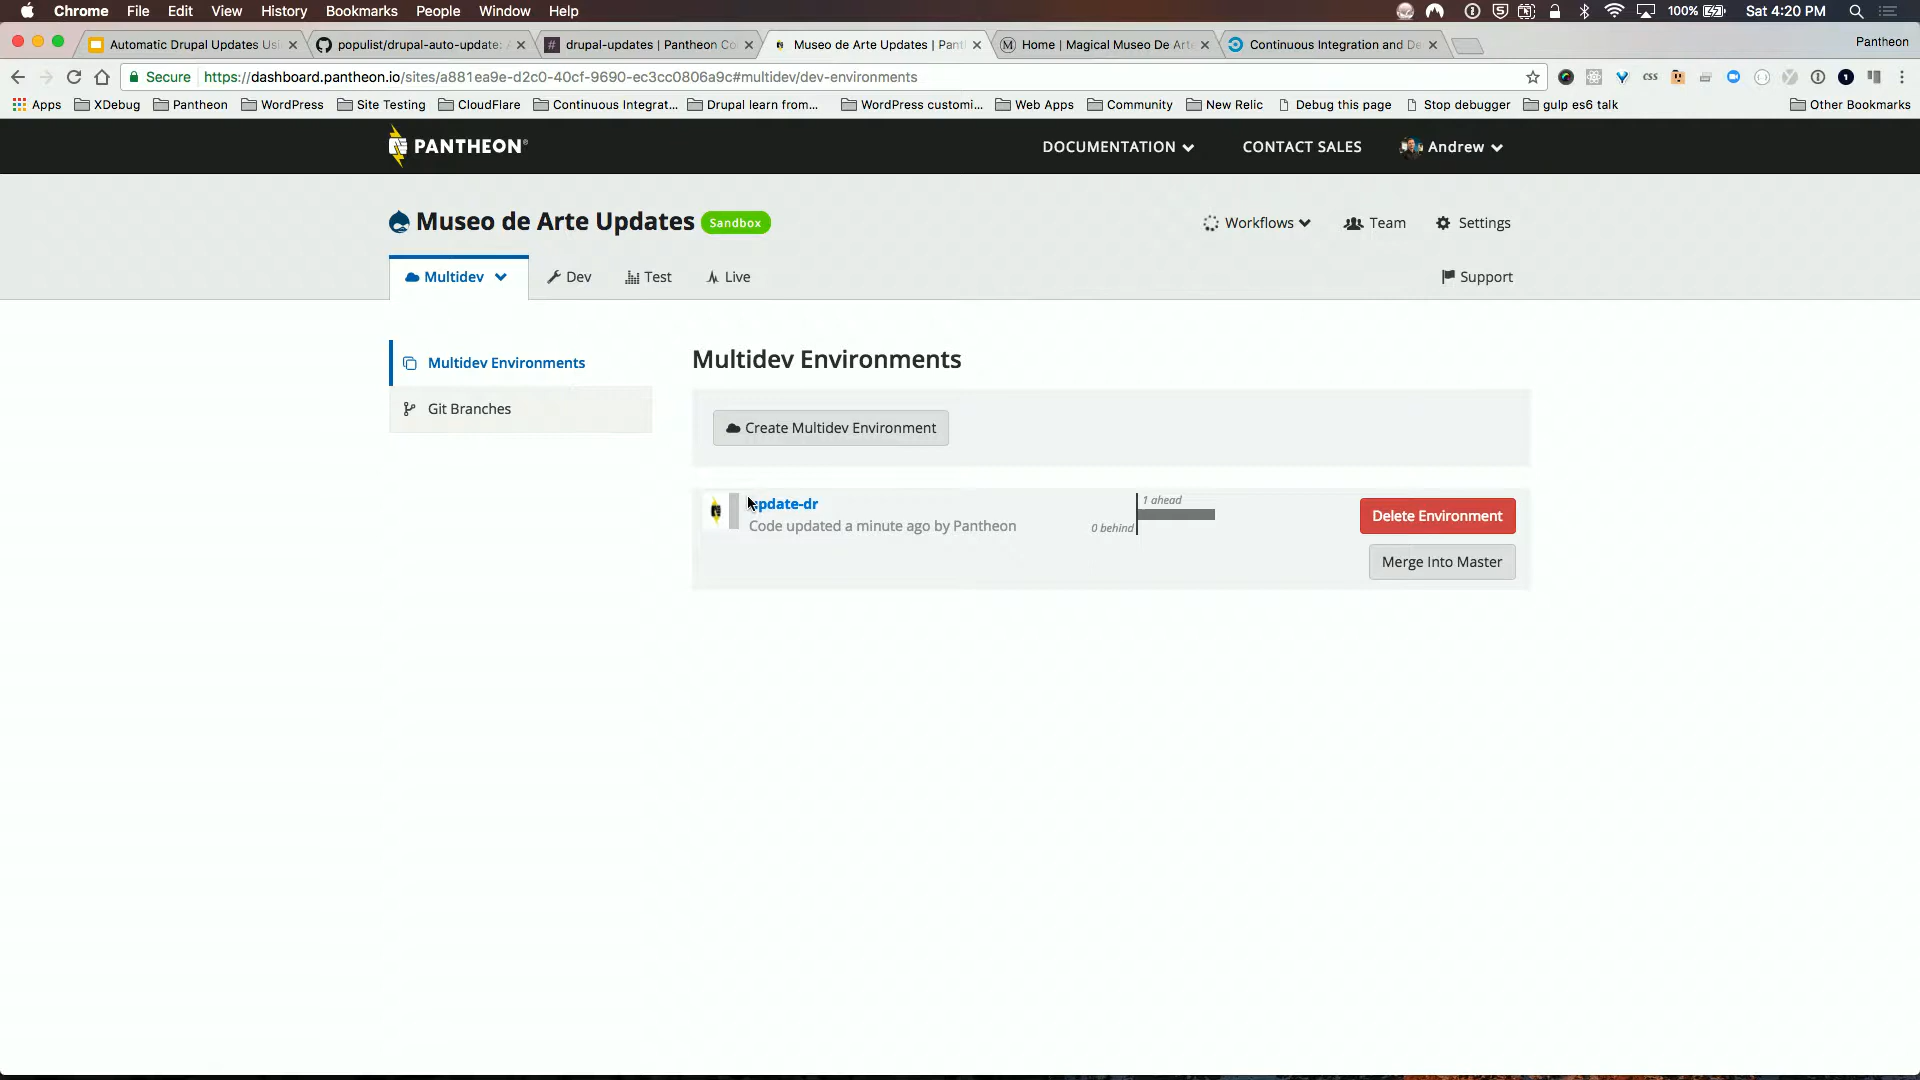 Chrome File Edit View History Bookmarks People Window Help 100% Sat 4:20 PM
Automatic Drupal Updates Usi populist/drupal-auto-update: drupal-updates | Pantheon Co Museo de Arte Updates | Pant Home | Magical Museo De Arte Continuous Integration and De Pantheon
Secure https://dashboard.pantheon.io/sites/a881ea9e-d2c0-40cf-9690-ec3cc0806a9c#multidev/dev-environments
Apps XDebug Pantheon WordPress Site Testing CloudFlare Continuous Integrat... Drupal learn from... WordPress customi... Web Apps Community New Relic Debug this page Stop debugger gulp es6 talk Other Bookmarks
PANTHEON DOCUMENTATION CONTACT SALES Andrew
Museo de Arte Updates Sandbox Workflows Team Settings
Multidev Dev Test Live Support
Multidev Environments
Git Branches
Multidev Environments
Create Multidev Environment
update-dr
Code updated a minute ago by Pantheon
1 ahead
0 behind
Delete Environment
Merge Into Master